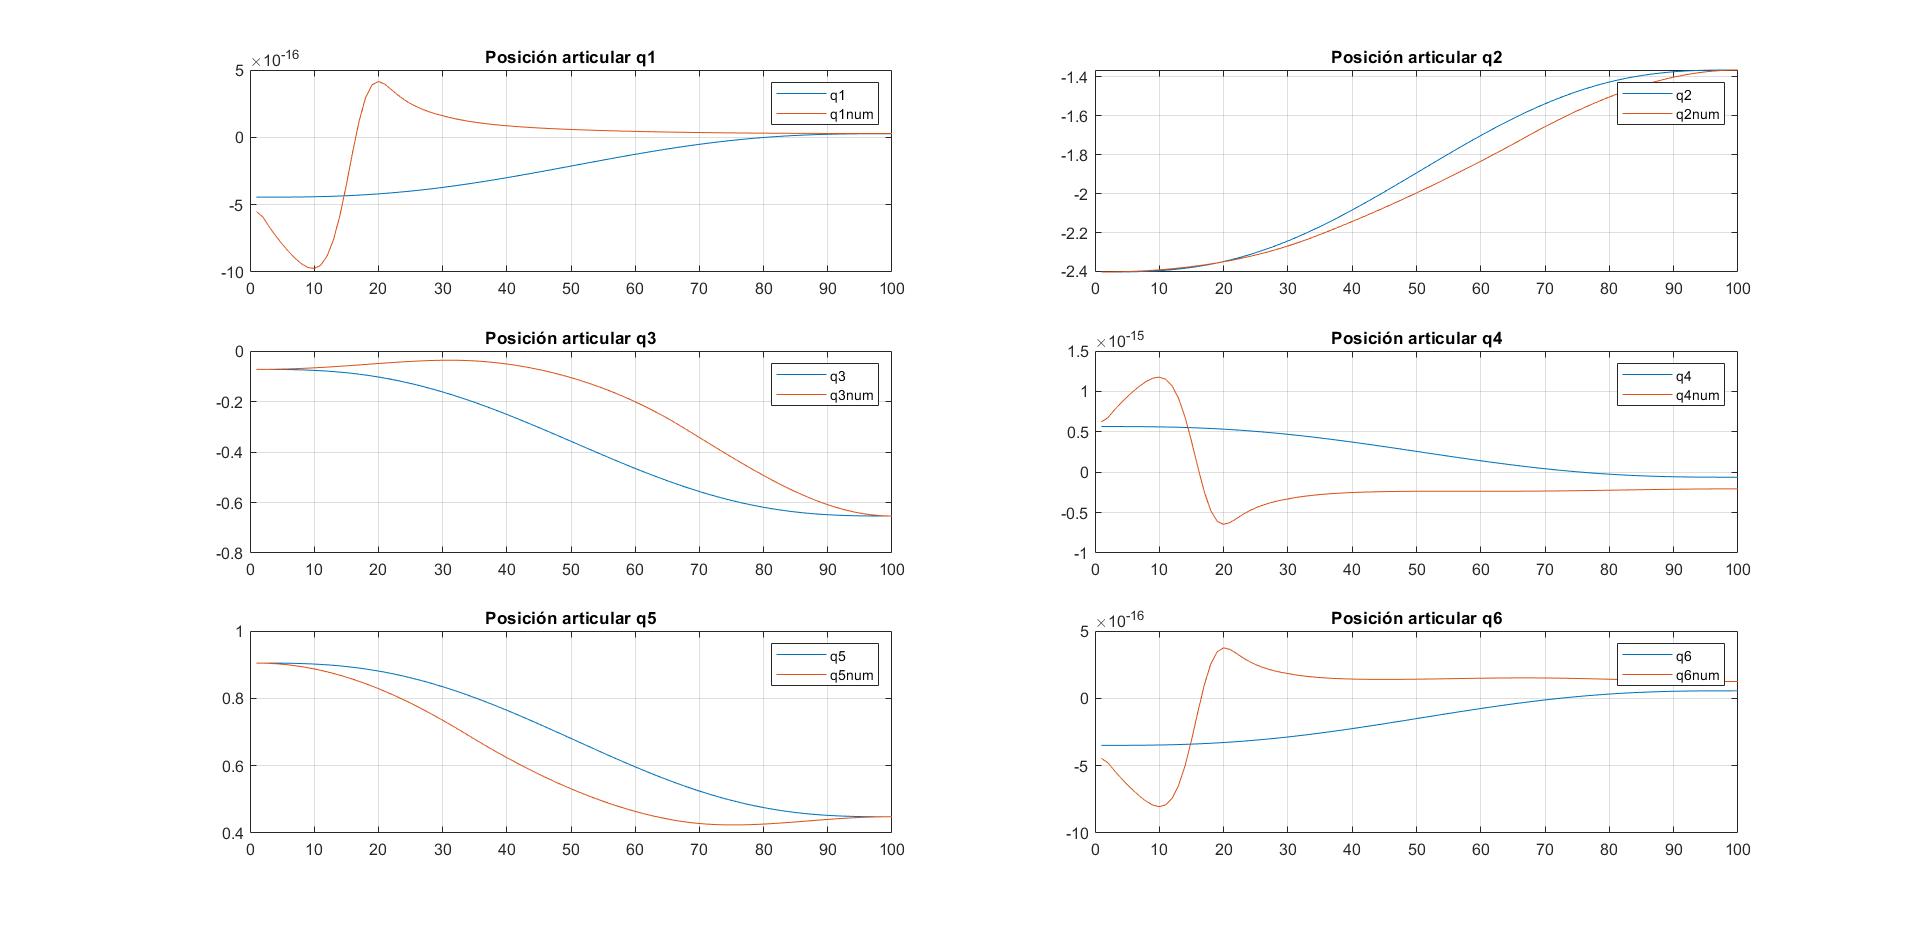 Posición articular q1
×10-16
5
0
-5
-10
0 10 20 30 40 50 60 70 80 90 100
q1
q1num
Posición articular q2
-1.4
-1.6
-1.8
-2
-2.2
-2.4
0 10 20 30 40 50 60 70 80 90 100
q2
q2num
Posición articular q3
0
-0.2
-0.4
-0.6
-0.8
0 10 20 30 40 50 60 70 80 90 100
q3
q3num
Posición articular q4
×10-15
1.5
1
0.5
0
-0.5
-1
0 10 20 30 40 50 60 70 80 90 100
q4
q4num
Posición articular q5
1
0.8
0.6
0.4
0 10 20 30 40 50 60 70 80 90 100
q5
q5num
Posición articular q6
×10-16
5
0
-5
-10
0 10 20 30 40 50 60 70 80 90 100
q6
q6num